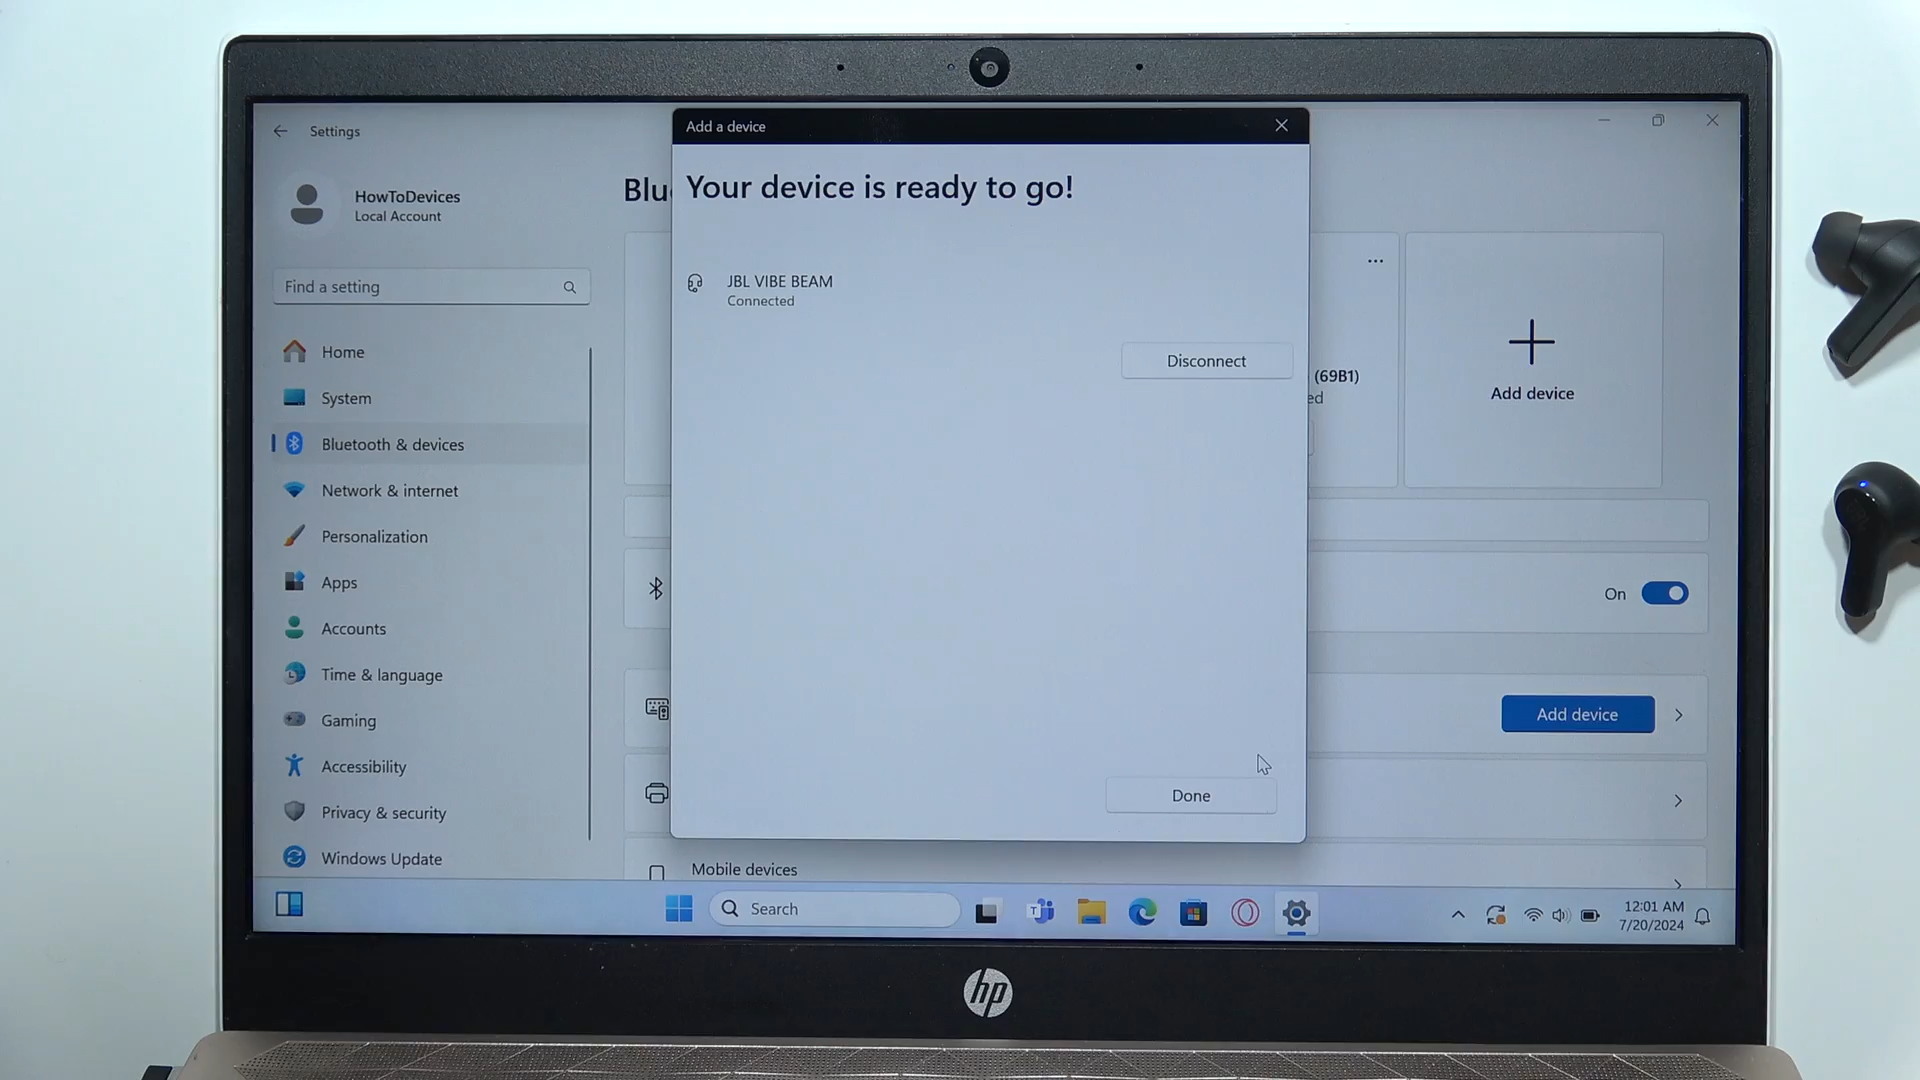 Settings
HowToDevices
Local Account
Find a setting
Home
System
Bluetooth & devices
Network & internet
Personalization
Apps
Accounts
Time & language
Gaming
Accessibility
Privacy & security
Windows Update
Blu
Add a device
Your device is ready to go!
JBL VIBE BEAM
Connected
Disconnect
Done
(69B1)
ed
Add device
On
Add device
Mobile devices
Search
12:01 AM
7/20/2024
hp